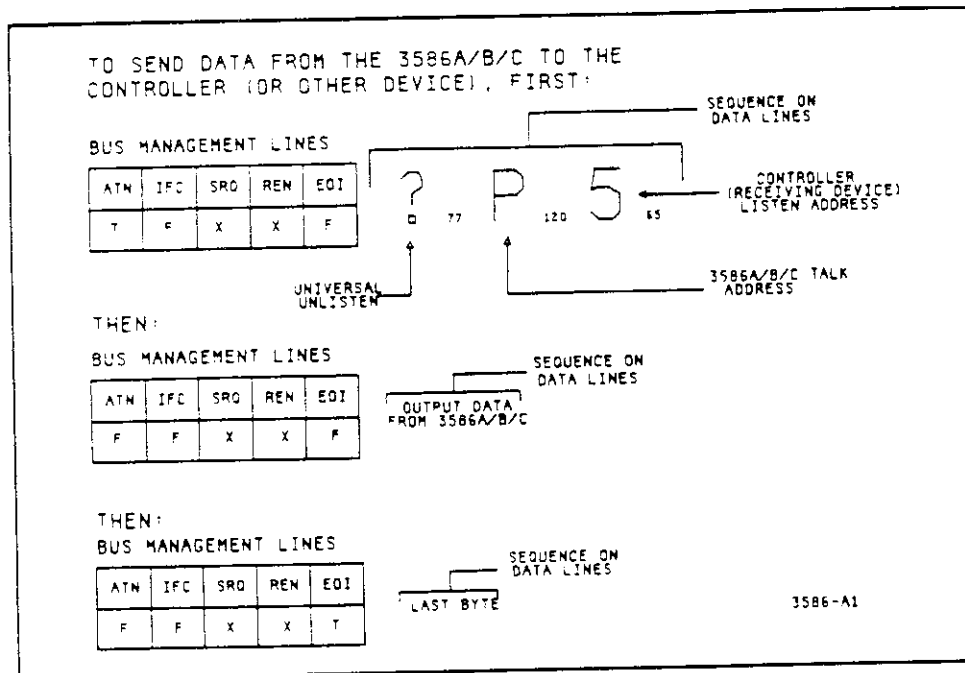 TO SEND DATA FROM THE 3586A/B/C TO THE
CONTROLLER (OR OTHER DEVICE), FIRST:
SEQUENCE ON
DATA LINES
BUS MANAGEMENT LINES
ATN IFC SRQ REN EOI
T F X X F
? 77 P 120 5 65
CONTROLLER
(RECEIVING DEVICE)
LISTEN ADDRESS
UNIVERSAL
UNLISTEN
3586A/B/C TALK
ADDRESS
THEN:
BUS MANAGEMENT LINES
SEQUENCE ON
DATA LINES
ATN IFC SRQ REN EOI
F F X X F
OUTPUT DATA
FROM 3586A/B/C
THEN:
BUS MANAGEMENT LINES
SEQUENCE ON
DATA LINES
ATN IFC SRQ REN EOI
F F X X T
LAST BYTE
3586-A1